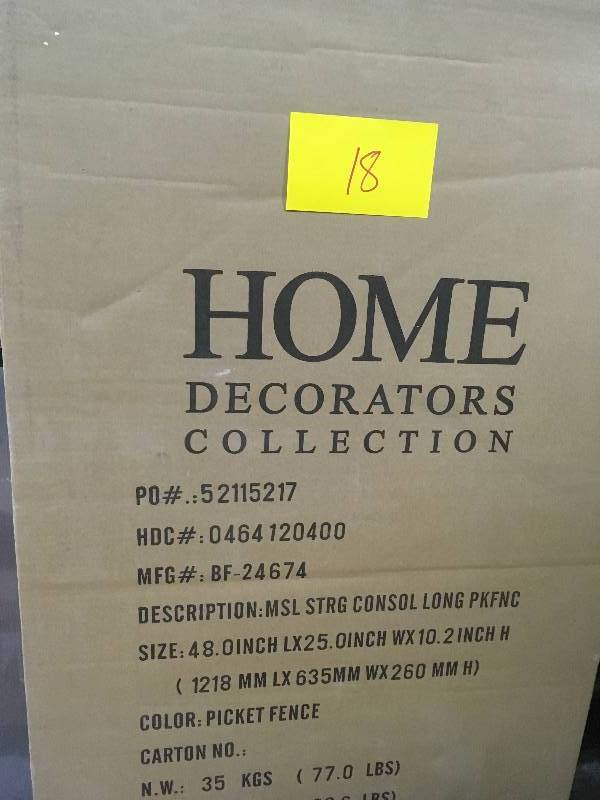 18
HOME
DECORATORS
COLLECTION
PO#.:52115217
HDC#:0464120400
MFG#: BF-24674
DESCRIPTION:MSL STRG CONSOL LONG PKFNC
SIZE:48.0INCH LX25.0INCH WX10.2INCH H
( 1218 MM LX 635MM WX260 MM H)
COLOR: PICKET FENCE
CARTON NO.:
N.W.: 35 KGS ( 77.0 LBS)
LBS)